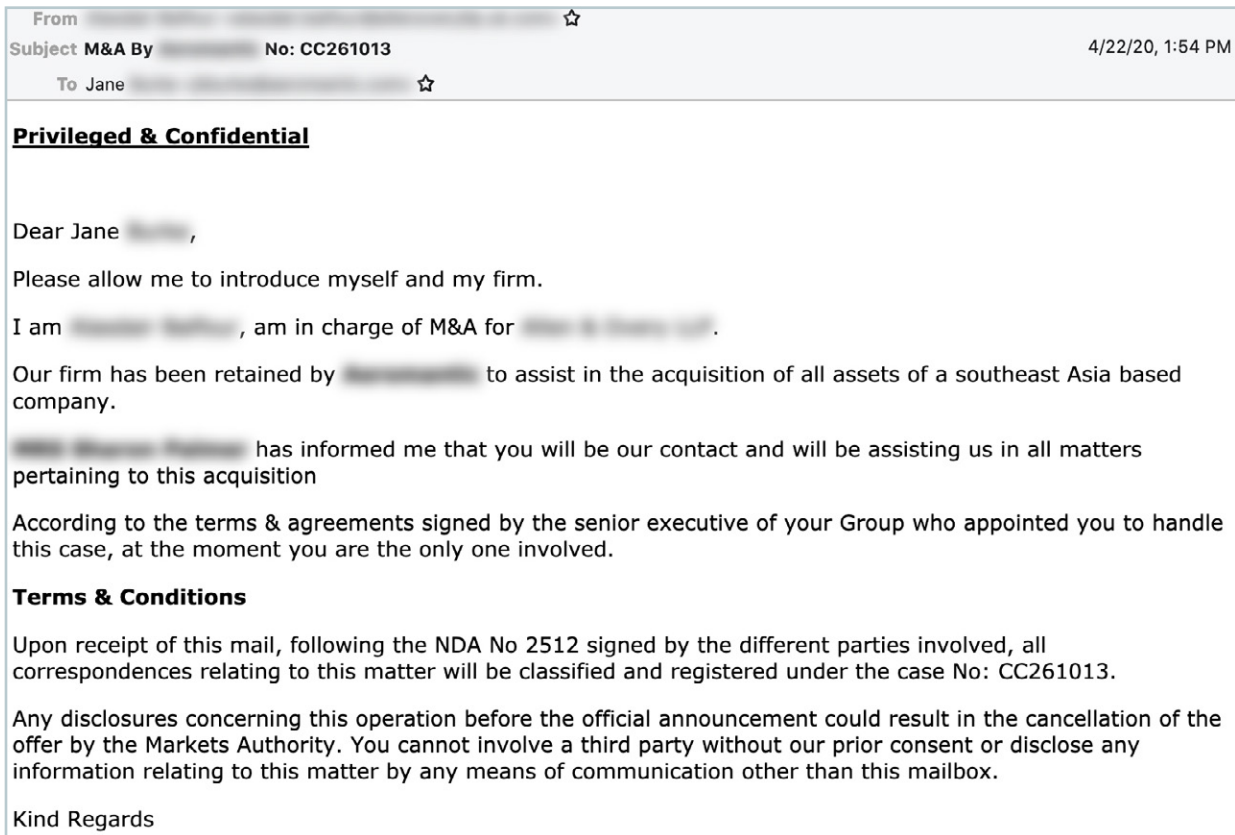 From
Subject M&A By No: CC261013
4/22/20, 1:54 PM
To Jane
Privileged & Confidential
Dear Jane ,
Please allow me to introduce myself and my firm.
I am , am in charge of M&A for .
Our firm has been retained by to assist in the acquisition of all assets of a southeast Asia based
company.
has informed me that you will be our contact and will be assisting us in all matters
pertaining to this acquisition
According to the terms & agreements signed by the senior executive of your Group who appointed you to handle
this case, at the moment you are the only one involved.
Terms & Conditions
Upon receipt of this mail, following the NDA No 2512 signed by the different parties involved, all
correspondences relating to this matter will be classified and registered under the case No: CC261013.
Any disclosures concerning this operation before the official announcement could result in the cancellation of the
offer by the Markets Authority. You cannot involve a third party without our prior consent or disclose any
information relating to this matter by any means of communication other than this mailbox.
Kind Regards